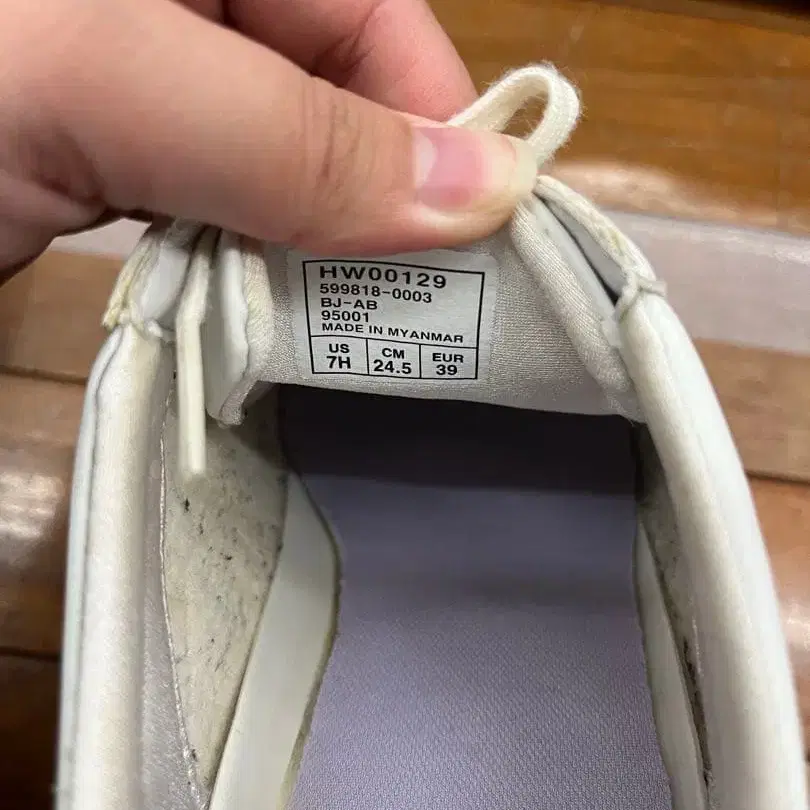 HW00129
599818-0003
BJ-AB
95001
MADE IN MYANMAR
US CM EUR
7H 24.5 39